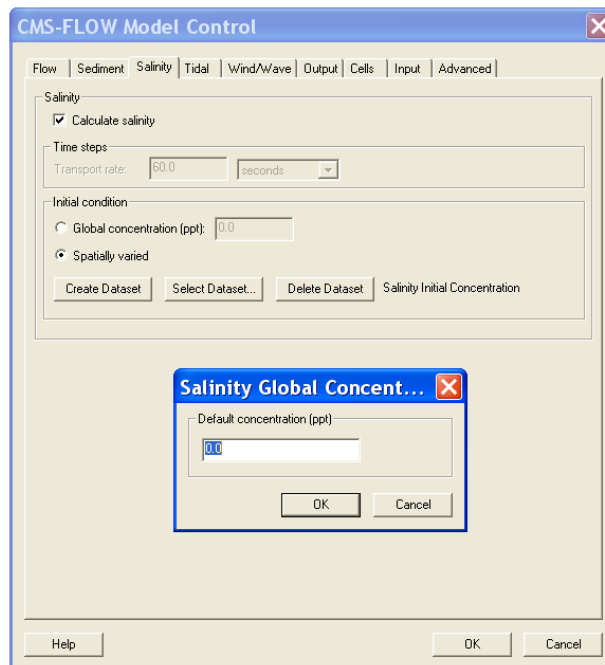 CMS-FLOW Model Control
Flow Sediment Salinity Tidal Wind/Wave Output Cells Input Advanced
Salinity
Calculate salinity
Time steps
Transport rate: 60.0 seconds
Initial condition
Global concentration (ppt): 0.0
Spatially varied
Create Dataset Select Dataset... Delete Dataset Salinity Initial Concentration
Salinity Global Concent...
Default concentration (ppt)
0.0
OK Cancel
Help OK Cancel